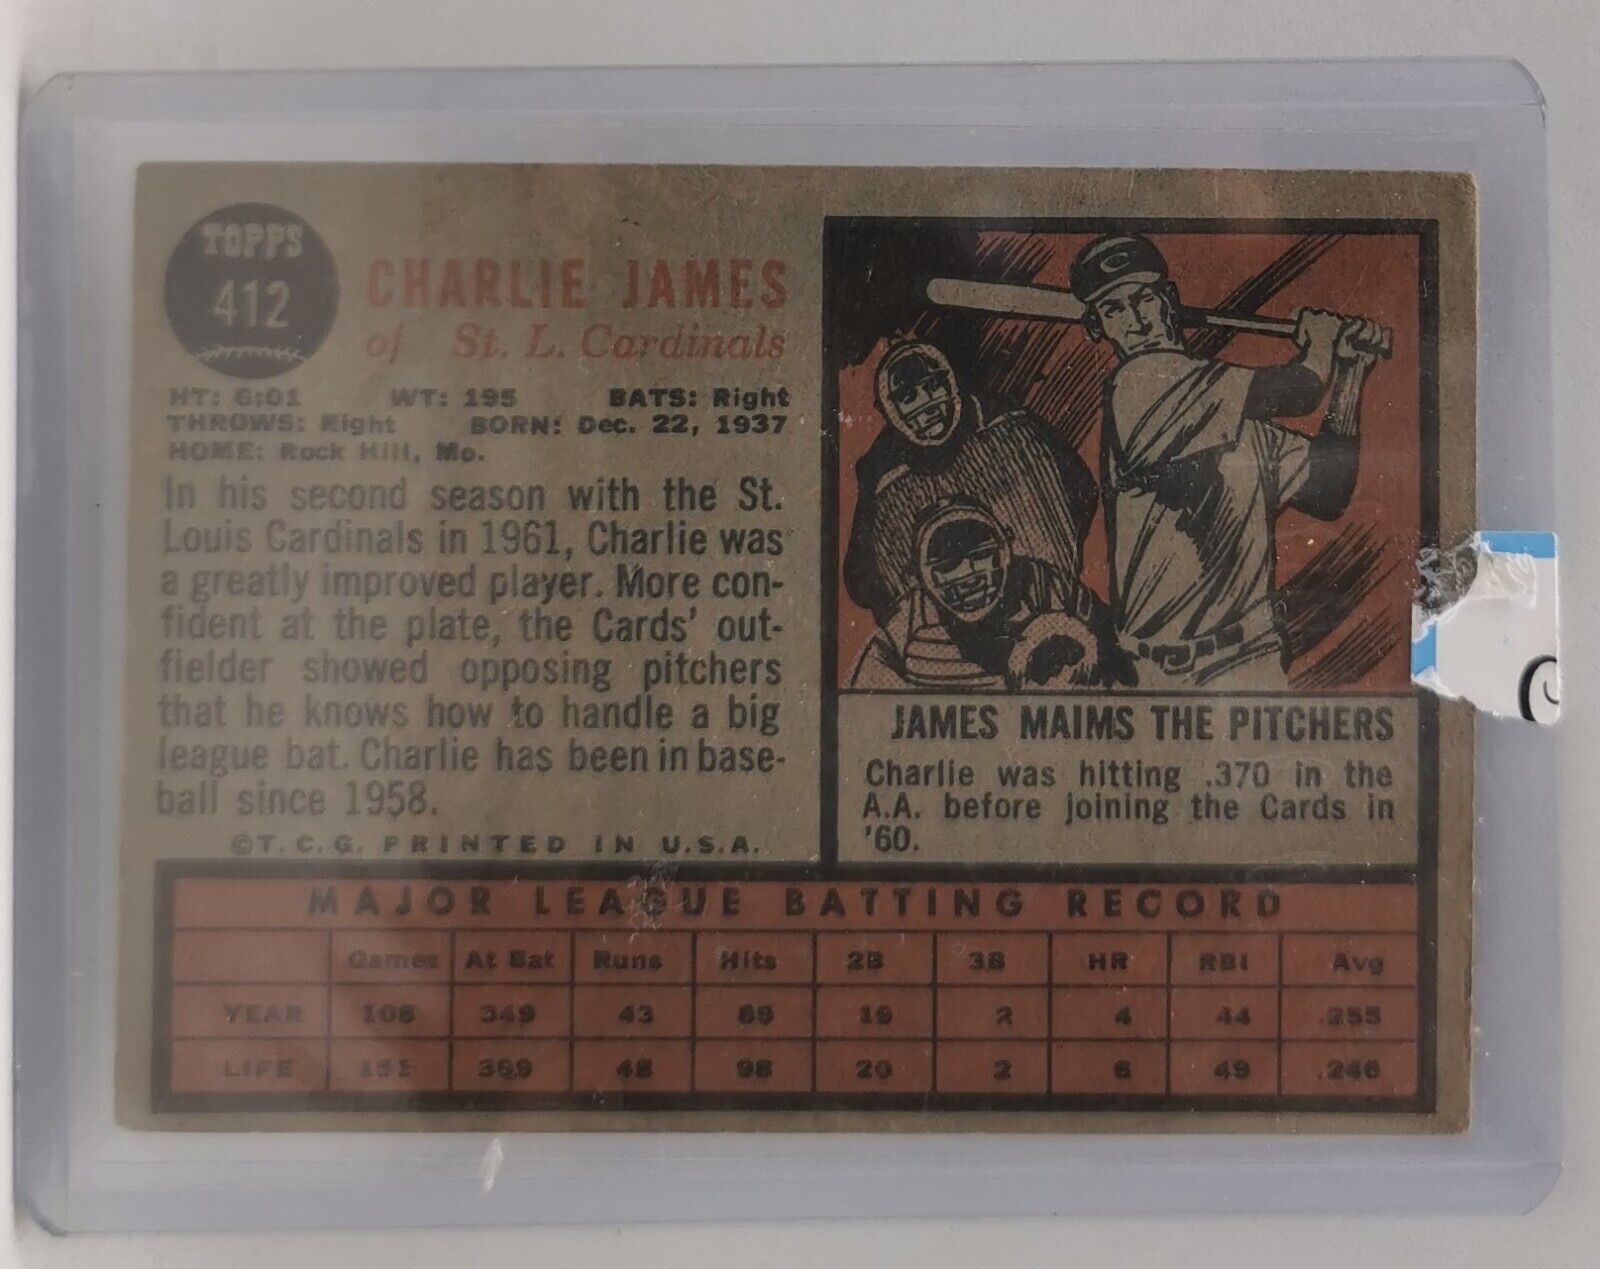 TOPPS
412
CHARLIE JAMES
of St. L. Cardinals
HT: 6:01 WT: 195 BATS: Right
THROWS: Right BORN: Dec. 22, 1937
HOME: Rock Hill, Mo.
In his second season with the St.
Louis Cardinals in 1961, Charlie was
a greatly improved player. More con-
fident at the plate, the Cards' out-
fielder showed opposing pitchers
that he knows how to handle a big
league bat. Charlie has been in base-
ball since 1958.
©T. C. G. PRINTED IN U.S.A.
C
JAMES MAIMS THE PITCHERS
Charlie was hitting .370 in the
A.A. before joining the Cards in
'60.
MAJOR LEAGUE BATTING RECORD
Games At Bat Runs Hits 2B 3B HR RBI Avg
YEAR 108 349 43 89 19 2 4 44 .255
LIFE 151 399 48 98 20 2 6 49 .246